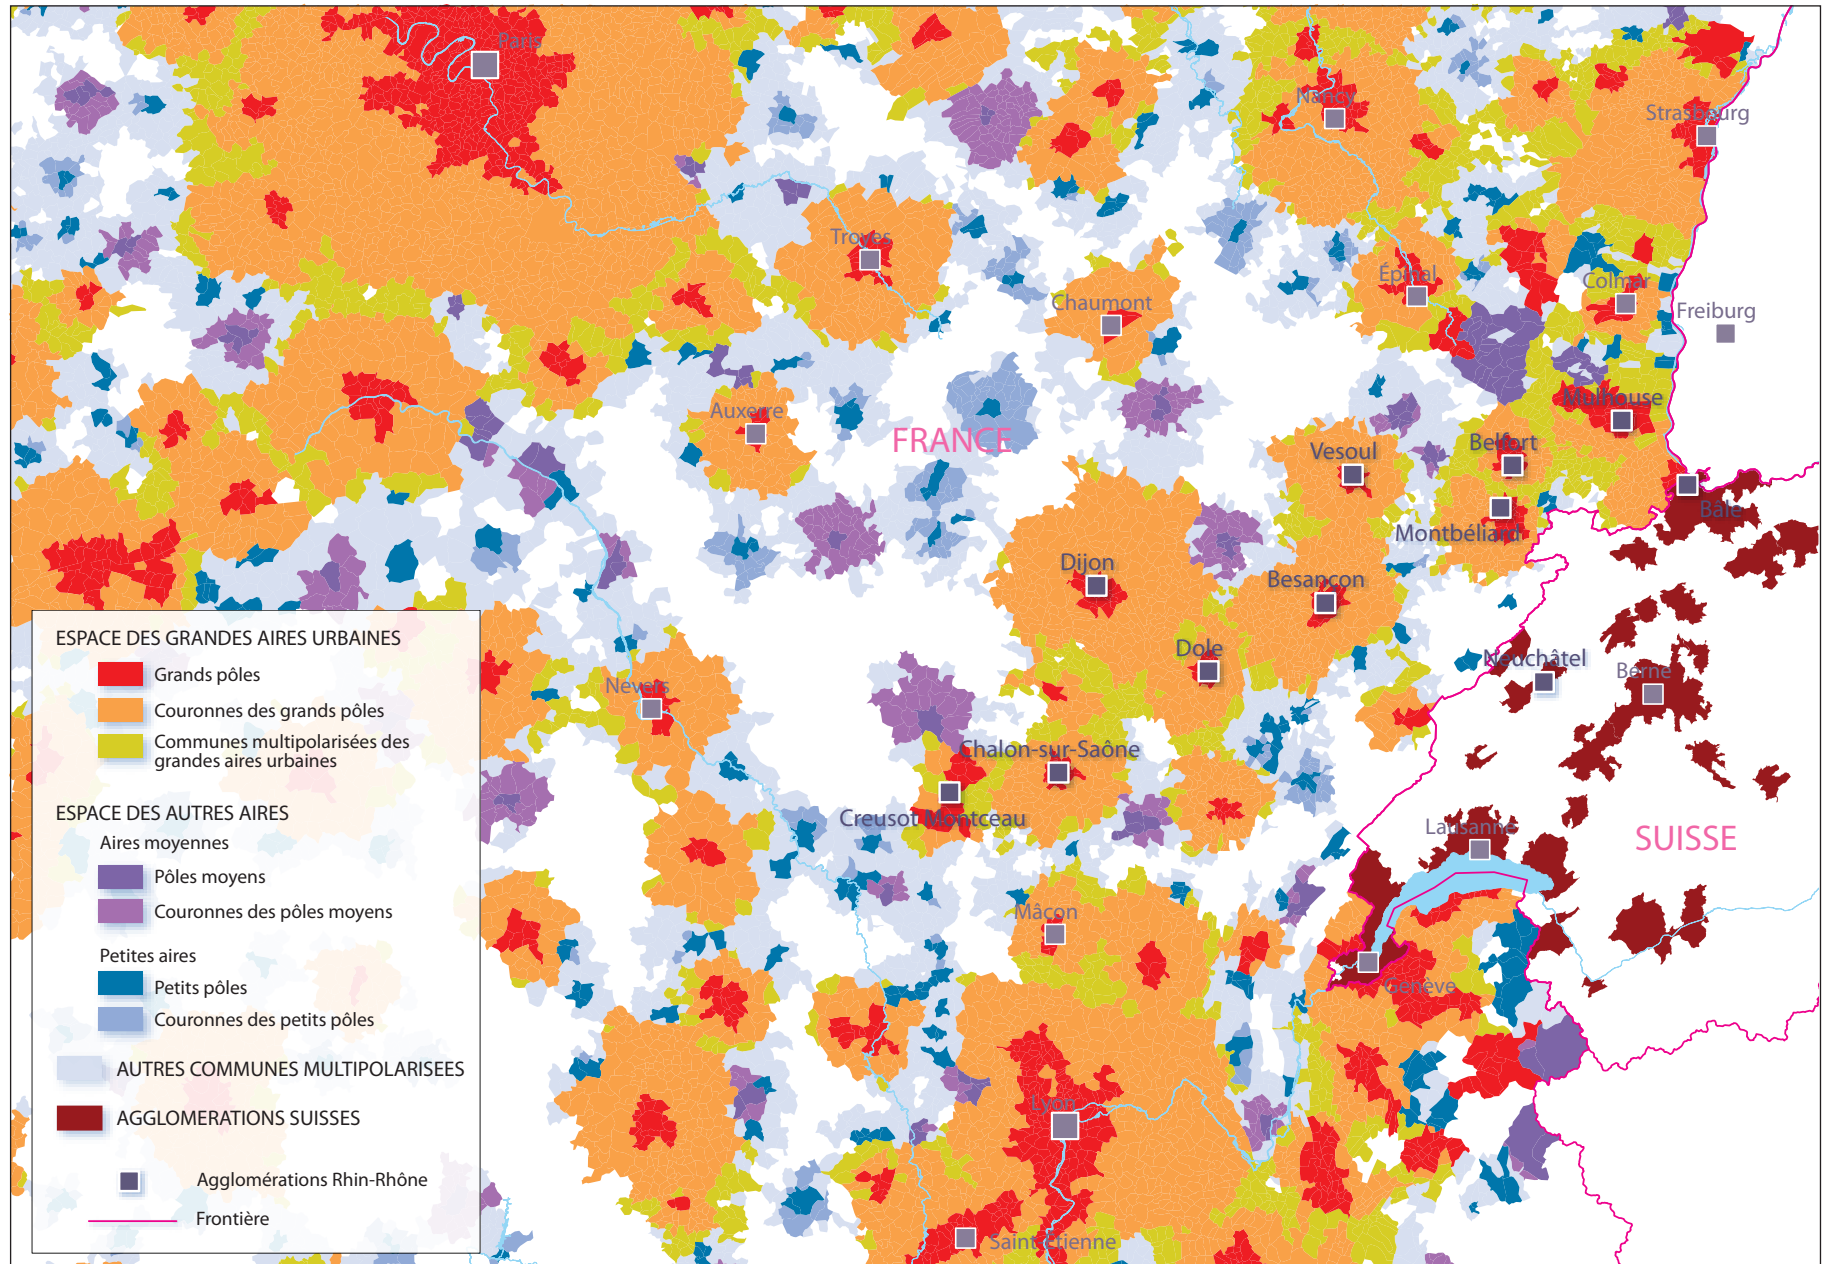 Paris
Nancy
Strasbourg
Troyes
Épinal
Colmar
Chaumont
Freiburg
Auxerre
Mulhouse
FRANCE
Vesoul
Belfort
Bâle
Montbéliard
Dijon
Besançon
Dole
Neuchâtel
Berne
Nevers
Chalon-sur-Saône
Creusot Montceau
Lausanne
SUISSE
Mâcon
Genève
Lyon
Saint-Etienne
ESPACE DES GRANDES AIRES URBAINES
Grands pôles
Couronnes des grands pôles
Communes multipolarisées des
grandes aires urbaines
ESPACE DES AUTRES AIRES
Aires moyennes
Pôles moyens
Couronnes des pôles moyens
Petites aires
Petits pôles
Couronnes des petits pôles
AUTRES COMMUNES MULTIPOLARISEES
AGGLOMERATIONS SUISSES
Agglomérations Rhin-Rhône
Frontière